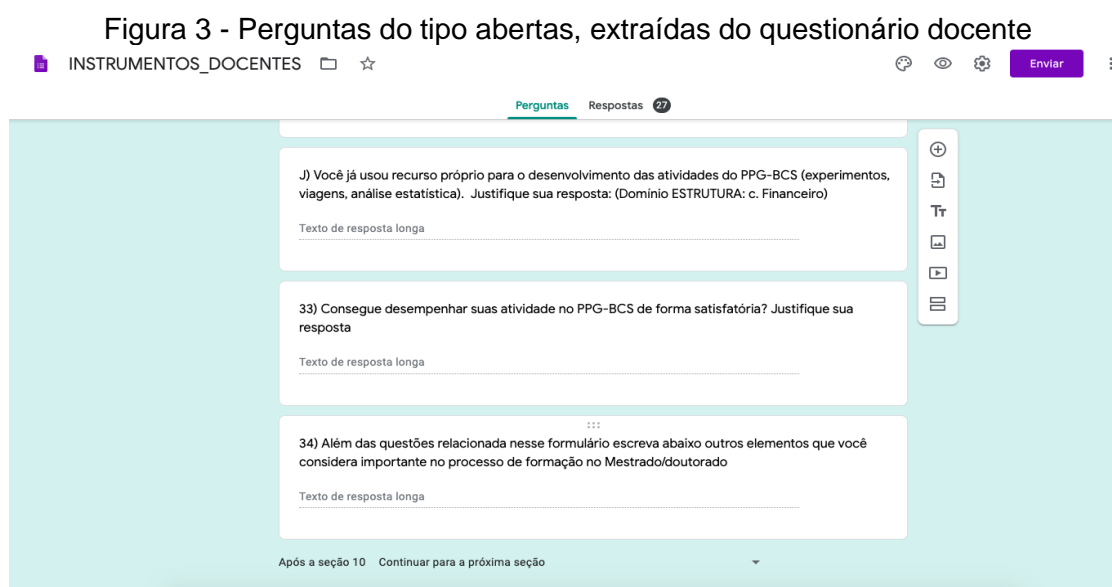 Figura 3 - Perguntas do tipo abertas, extraídas do questionário docente
INSTRUMENTOS_DOCENTES
Enviar
Perguntas Respostas 27
J) Você já usou recurso próprio para o desenvolvimento das atividades do PPG-BCS (experimentos,
viagens, análise estatística). Justifique sua resposta: (Domínio ESTRUTURA: c. Financeiro)
Texto de resposta longa
33) Consegue desempenhar suas atividade no PPG-BCS de forma satisfatória? Justifique sua
resposta
Texto de resposta longa
34) Além das questões relacionada nesse formulário escreva abaixo outros elementos que você
considera importante no processo de formação no Mestrado/doutorado
Texto de resposta longa
Após a seção 10 Continuar para a próxima seção